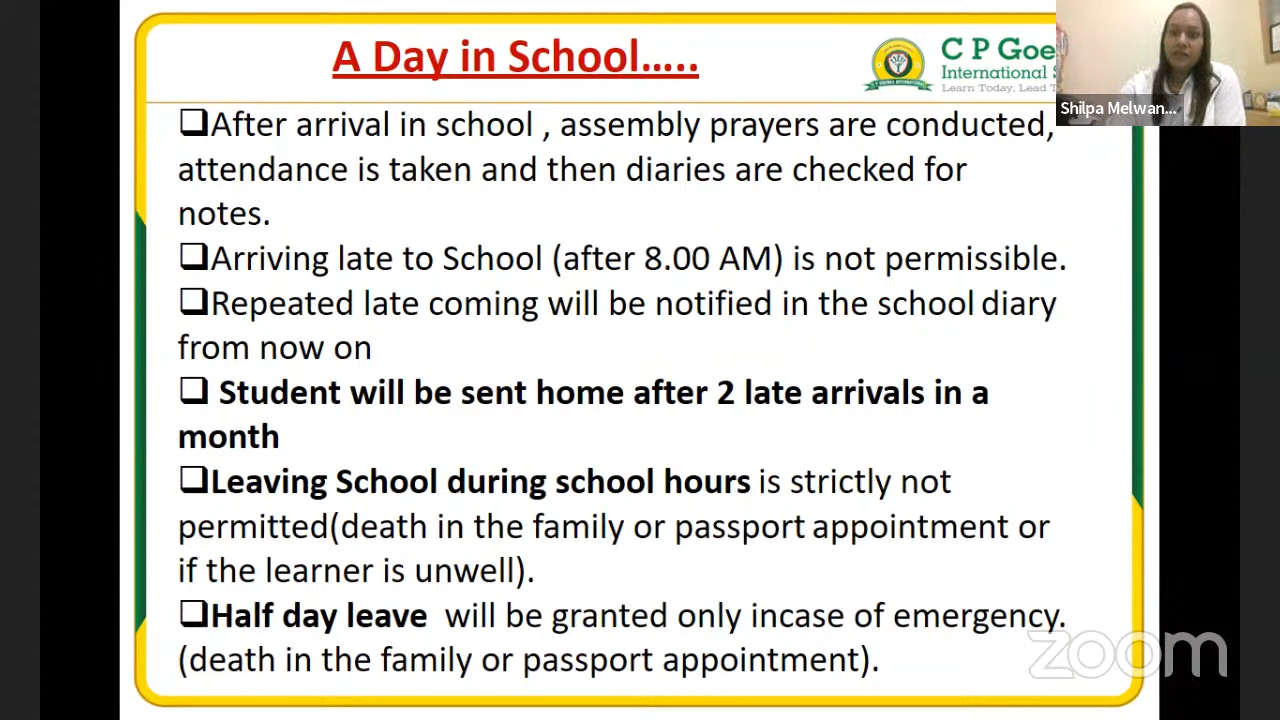 A Day in School.....
C P Goe
International S
Learn Today, Lead T
Shilpa Melwan...
After arrival in school , assembly prayers are conducted,
attendance is taken and then diaries are checked for
notes.
Arriving late to School (after 8.00 AM) is not permissible.
Repeated late coming will be notified in the school diary
from now on
Student will be sent home after 2 late arrivals in a
month
Leaving School during school hours is strictly not
permitted(death in the family or passport appointment or
if the learner is unwell).
Half day leave will be granted only incase of emergency.
(death in the family or passport appointment).
zoom